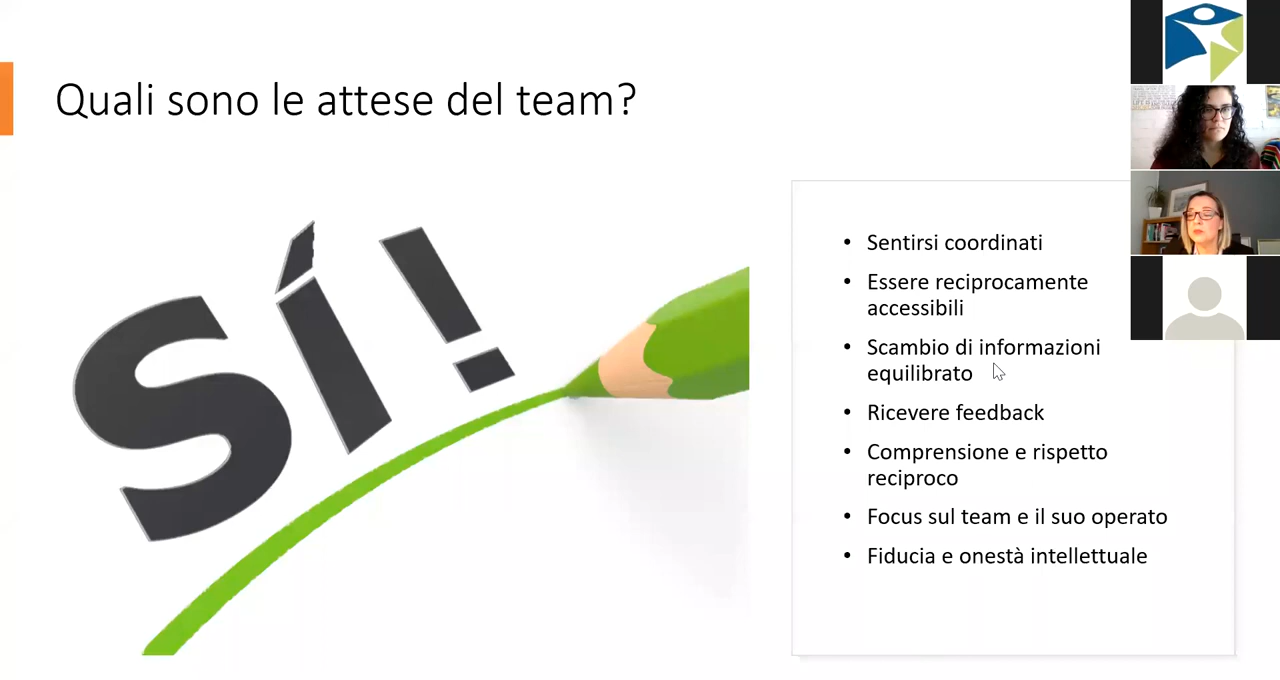 Quali sono le attese del team?
SÍ!
• Sentirsi coordinati
• Essere reciprocamente
accessibili
• Scambio di informazioni
equilibrato
• Ricevere feedback
• Comprensione e rispetto
reciproco
• Focus sul team e il suo operato
• Fiducia e onestà intellettuale